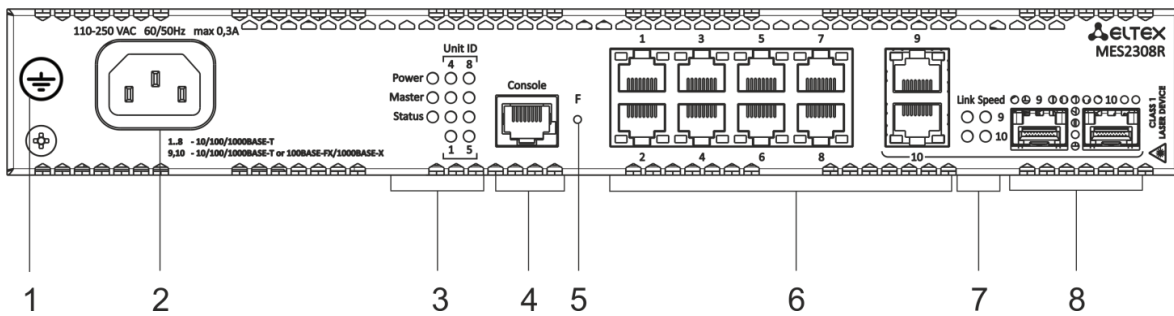 110-250 VAC 60/50Hz max 0,3A
Unit ID
4 8
Power
Master
Status
1 5
Console
F
1..8 - 10/100/1000BASE-T
9,10 - 10/100/1000BASE-T or 100BASE-FX/1000BASE-X
1 3 5 7 9
2 4 6 8 10
ELTEX
MES2308R
Link Speed
9
10
9
10
CLASS 1
LASER DEVICE
1 2 3 4 5 6 7 8